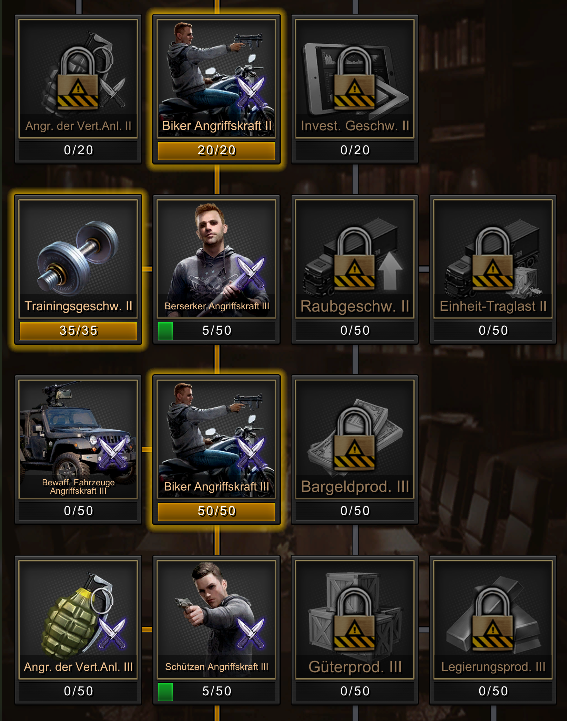 Angr. der Vert.Anl. II
0/20
Biker Angriffskraft II
20/20
Invest. Geschw. II
0/20
Trainingsgeschw. II
35/35
Berserker Angriffskraft III
5/50
Raubgeschw. II
0/50
Einheit-Traglast II
0/50
Bewaff. Fahrzeuge
Angriffskraft III
0/50
Biker Angriffskraft III
50/50
Bargeldprod. III
0/50
Angr. der Vert.Anl. III
0/50
Schützen Angriffskraft III
5/50
Güterprod. III
0/50
Legierungsprod. III
0/50